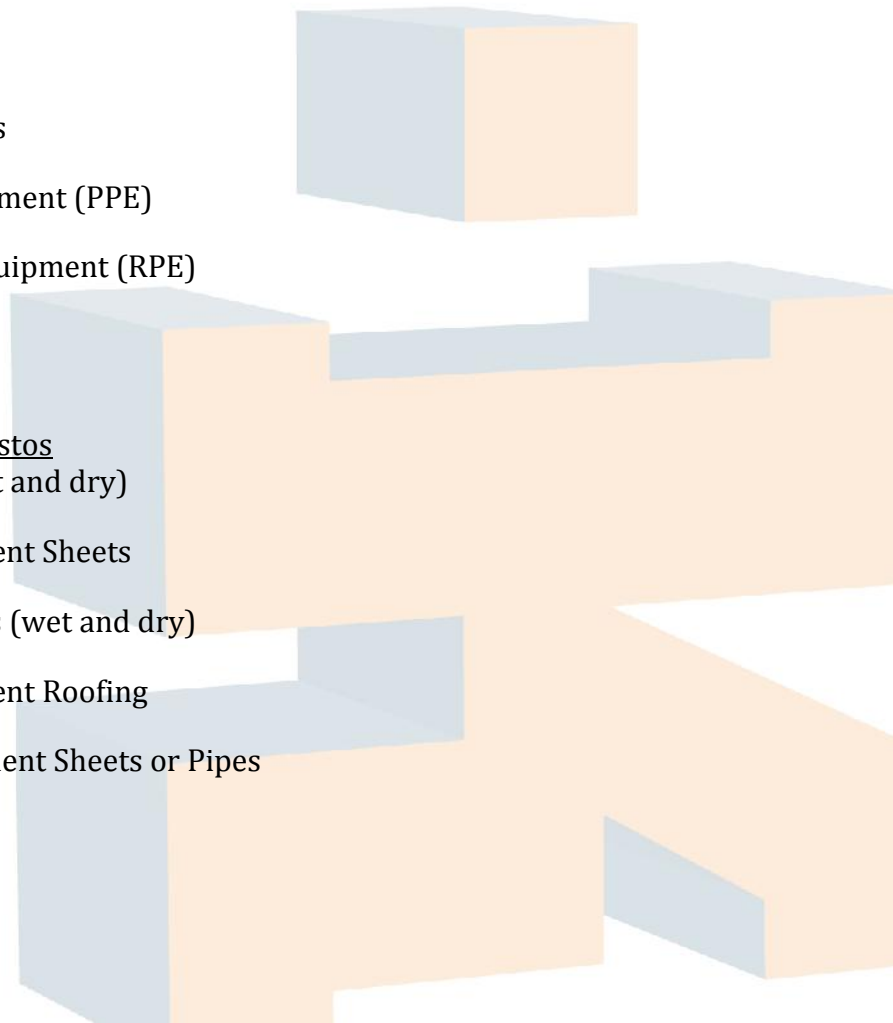 s
ment (PPE)
uipment (RPE)
stos
t and dry)
ent Sheets
s (wet and dry)
ent Roofing
ent Sheets or Pipes